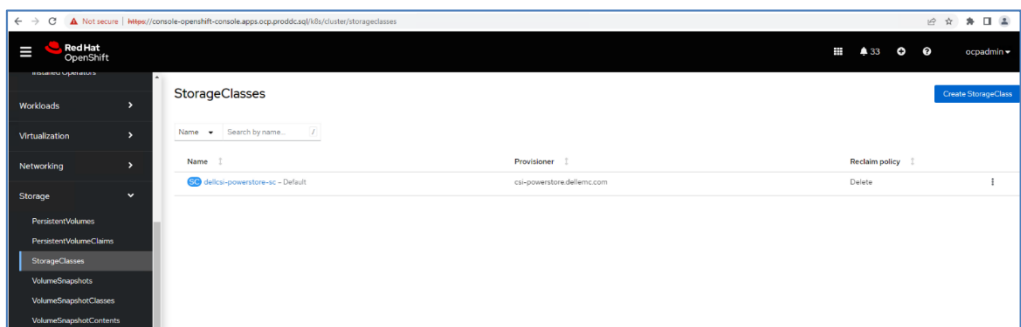 Not secure | https://console-openshift-console.apps.ocp.proddc.sql/k8s/cluster/storageclasses
Red Hat
OpenShift
33
ocpadmin
Installed Operators
Workloads
Virtualization
Networking
Storage
PersistentVolumes
PersistentVolumeClaims
StorageClasses
VolumeSnapshots
VolumeSnapshotClasses
VolumeSnapshotContents
StorageClasses
Create StorageClass
Name Search by name... /
Name Provisioner Reclaim policy
SC dellcsi-powerstore-sc – Default csi-powerstore.dellemc.com Delete